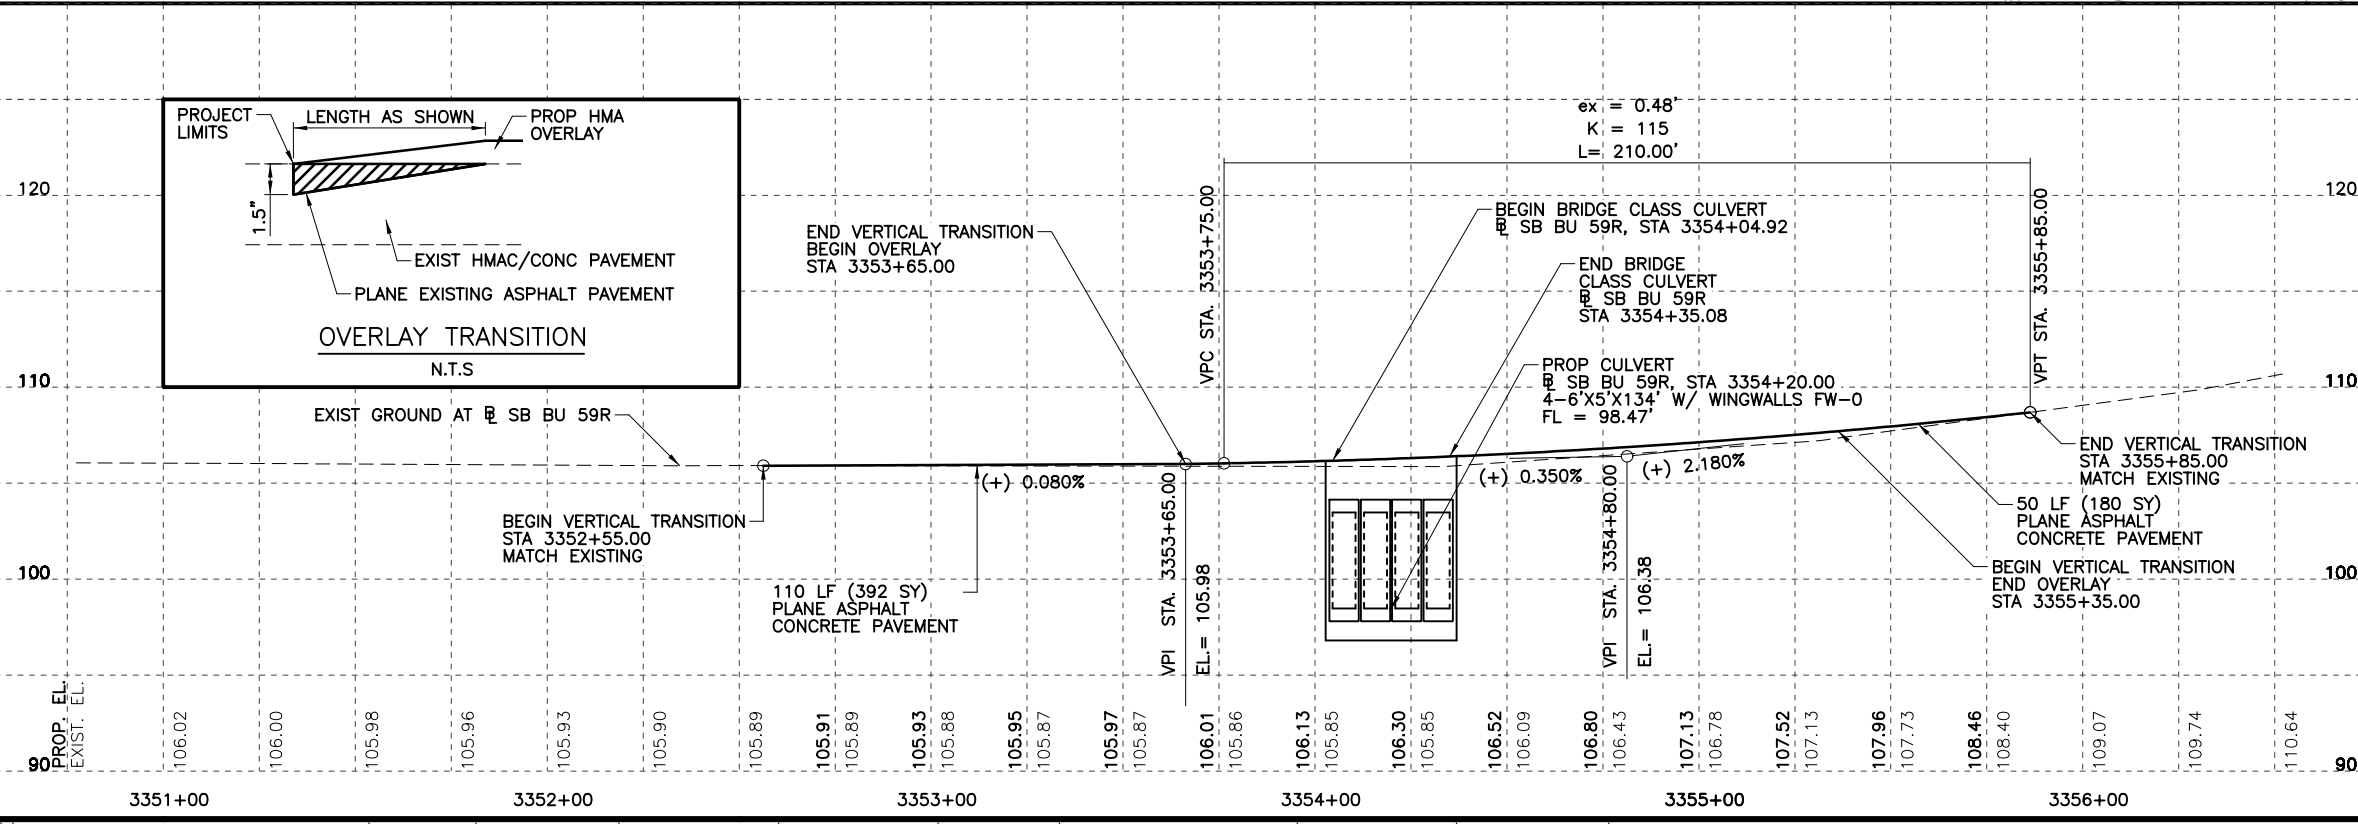 PROJECT
LIMITS
LENGTH AS SHOWN
PROP HMA
OVERLAY
1.5"
EXIST HMAC/CONC PAVEMENT
PLANE EXISTING ASPHALT PAVEMENT
OVERLAY TRANSITION
N.T.S
ex = 0.48'
K = 115
L= 210.00'
120
120
110
110
100
100
90
90
VPC STA. 3353+75.00
VPT STA. 3355+85.00
END VERTICAL TRANSITION
BEGIN OVERLAY
STA 3353+65.00
BEGIN BRIDGE CLASS CULVERT
SB BU 59R, STA 3354+04.92
END BRIDGE
CLASS CULVERT
SB BU 59R
STA 3354+35.08
PROP CULVERT
SB BU 59R, STA 3354+20.00
4-6'X5'X134' W/ WINGWALLS FW-0
FL = 98.47'
EXIST GROUND AT SB BU 59R
(+) 0.080%
(+) 0.350%
(+) 2.180%
END VERTICAL TRANSITION
STA 3355+85.00
MATCH EXISTING
BEGIN VERTICAL TRANSITION
STA 3352+55.00
MATCH EXISTING
50 LF (180 SY)
PLANE ASPHALT
CONCRETE PAVEMENT
110 LF (392 SY)
PLANE ASPHALT
CONCRETE PAVEMENT
BEGIN VERTICAL TRANSITION
END OVERLAY
STA 3355+35.00
VPI STA. 3353+65.00
EL.= 105.98
VPI STA. 3354+80.00
EL.= 106.38
PROP. EL.
EXIST. EL.
106.02
106.00
105.98
105.96
105.93
105.90
105.89
105.91
105.89
105.93
105.88
105.95
105.87
105.97
105.87
106.01
105.86
106.13
105.85
106.30
105.85
106.52
106.09
106.80
106.43
107.13
106.78
107.52
107.13
107.96
107.73
108.46
108.40
109.07
109.74
110.64
3351+00
3352+00
3353+00
3354+00
3355+00
3356+00